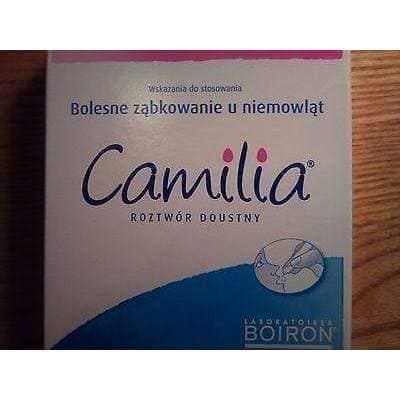 Wskazania do stosowania
Bolesne ząbkowanie u niemowląt
Camilia®
ROZTWÓR DOUSTNY
LABORATOIRES
BOIRON®